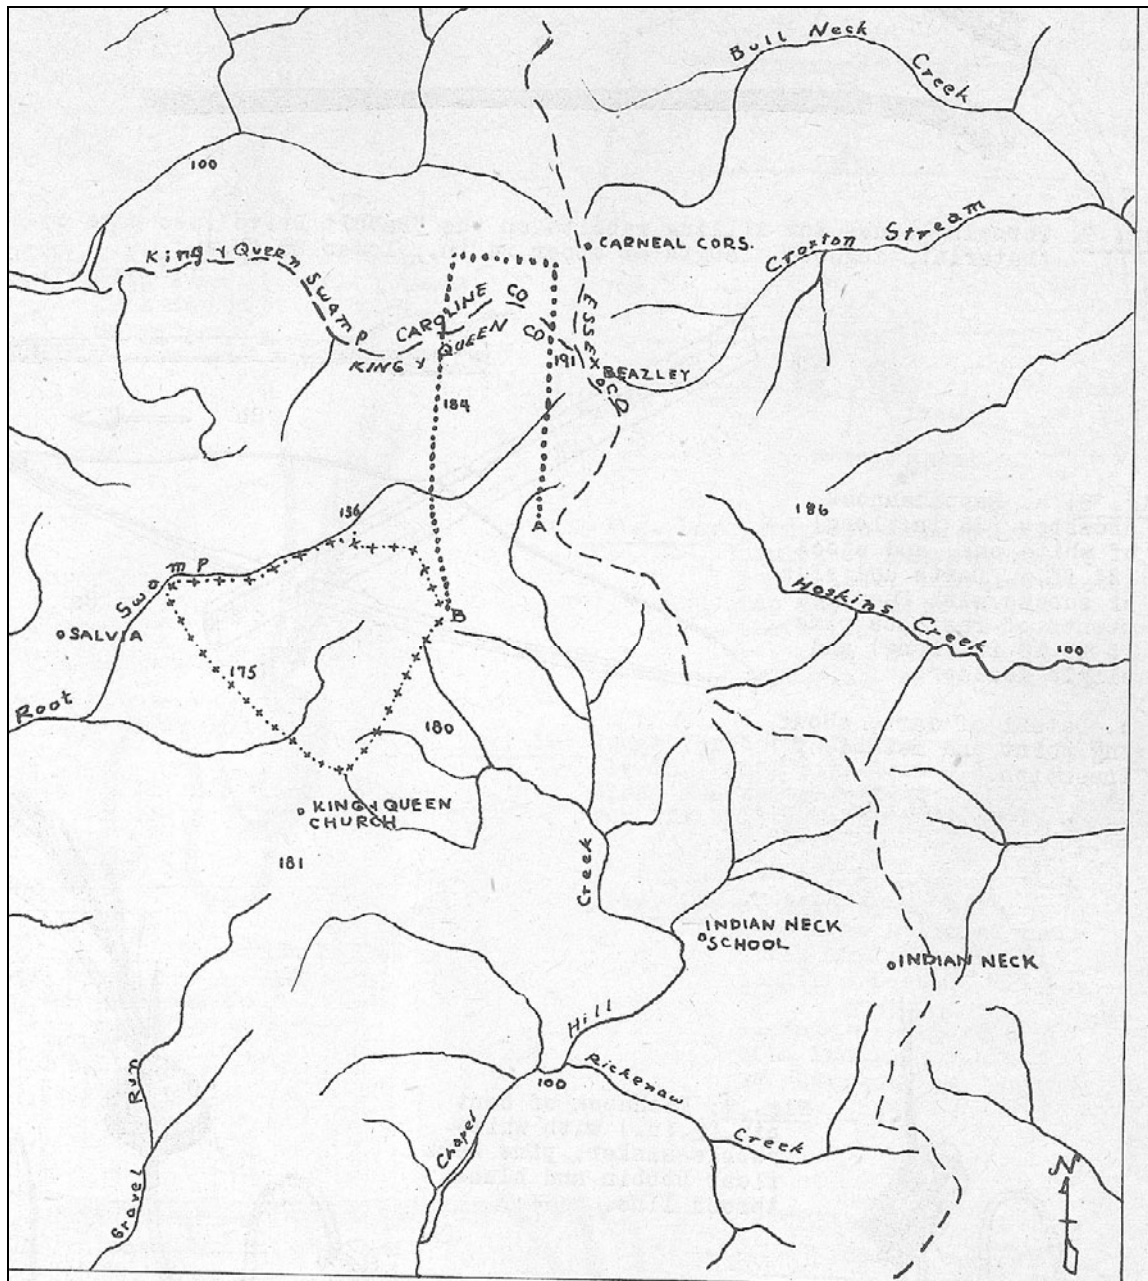 Bull Neck Creek
100
CARNEAL CORS.
Croxton Stream
King & Queen Swamp
CAROLINE CO
KING & QUEEN CO
ESSEX CO
191
BEAZLEY
184
A
156
186
Swamp
Hoskins Creek
SALVIA
B
100
175
Root
180
KING & QUEEN
CHURCH
Creek
181
INDIAN NECK
SCHOOL
INDIAN NECK
Hill
100
Rickenaw Creek
Chapel
Gravel Run
N